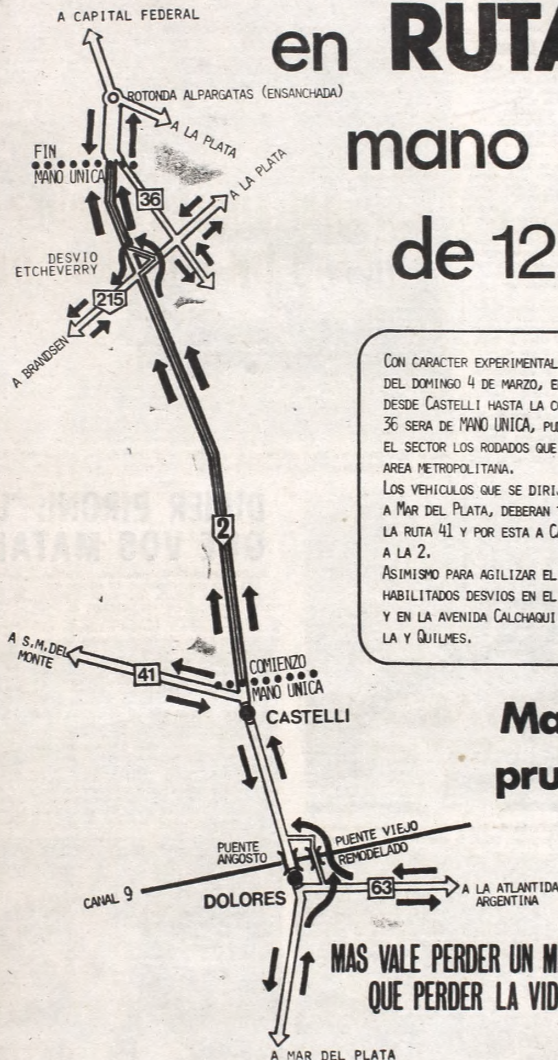 A CAPITAL FEDERAL
en RUTA
ROTONDA ALPARGATAS (ENSANCHADA)
A LA PLATA
mano
FIN
MANO UNICA
A LA PLATA
36
de 12
DESVIO
ETCHEVERRY
215
A BRANDSEN
CON CARACTER EXPERIMENTAL
DEL DOMINGO 4 DE MARZO, E
DESDE CASTELLI HASTA LA C
36 SERA DE MANO UNICA, PU
EL SECTOR LOS RODADOS QUE
AREA METROPOLITANA.
LOS VEHICULOS QUE SE DIRI
A MAR DEL PLATA, DEBERAN
LA RUTA 41 Y POR ESTA A CA
A LA 2.
ASIMISMO PARA AGILIZAR EL
HABILITADOS DESVIOS EN EL
Y EN LA AVENIDA CALCHAQUI
LA Y QUILMES.
2
A S.M.DEL
MONTE
41
COMIENZO
MANO UNICA
CASTELLI
Ma
pru
PUENTE
ANGOSTO
PUENTE VIEJO
REMODELADO
CANAL 9
DOLORES
63
A LA ATLANTIDA
ARGENTINA
MAS VALE PERDER UN M
QUE PERDER LA VID
A MAR DEL PLATA